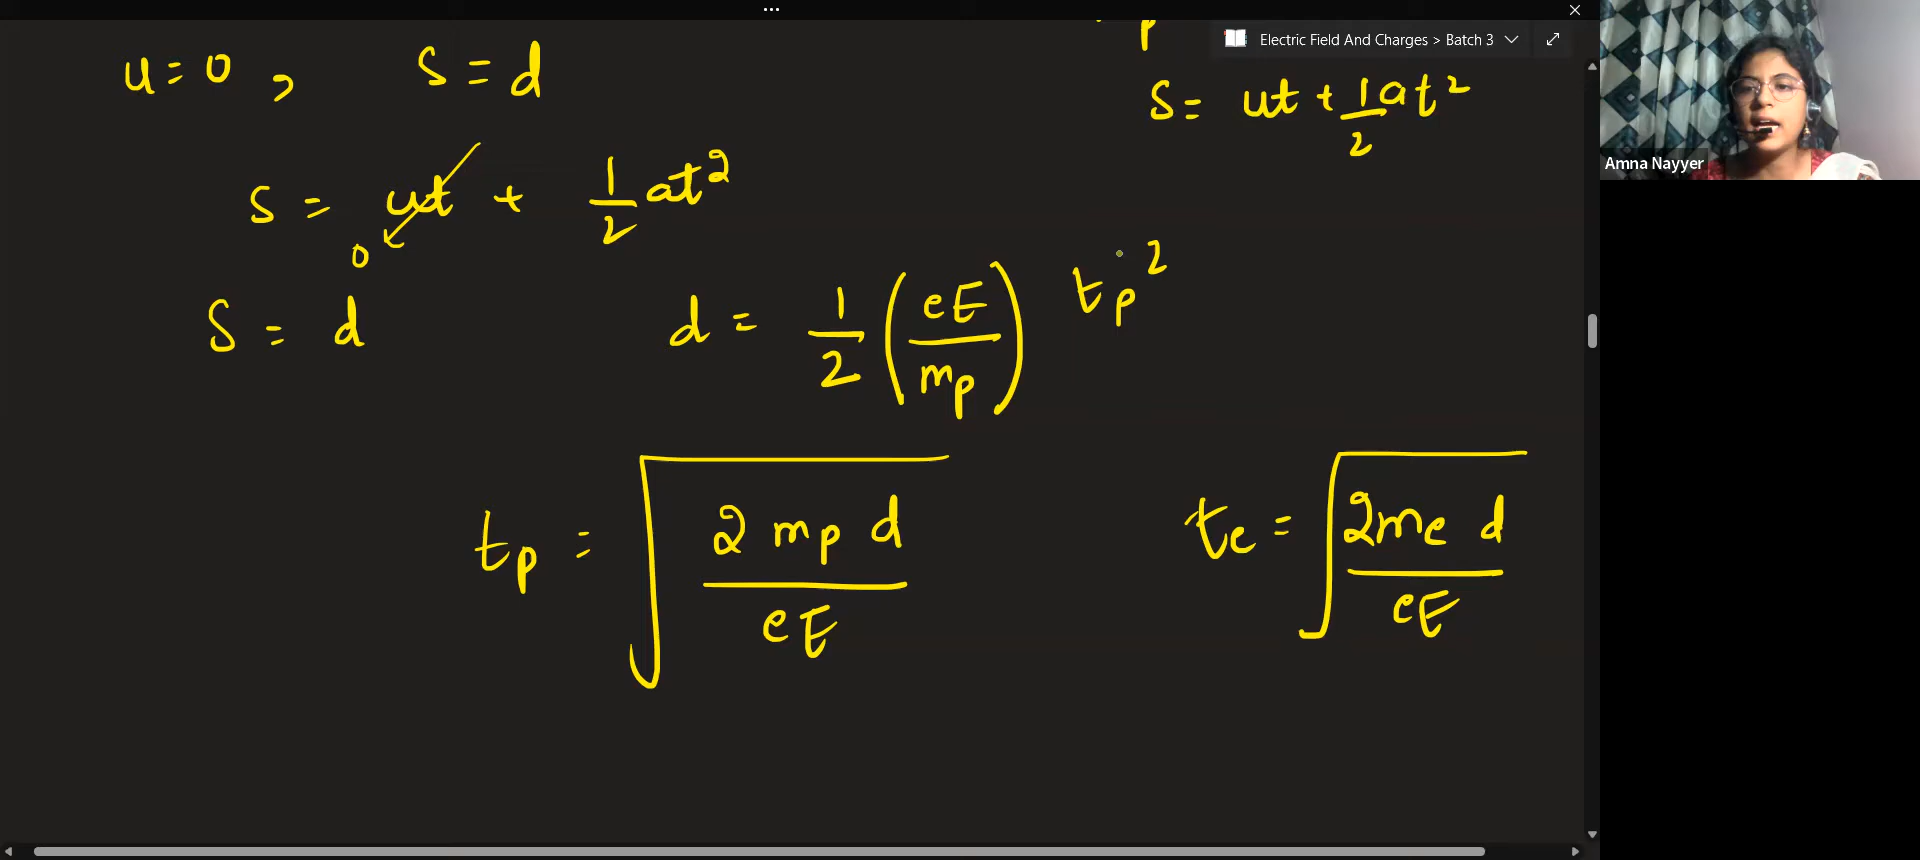 Electric Field And Charges > Batch 3
p
u = 0 , S = d
S = ut + 1/2 at²
S = ut + 1/2 at²
0
S = d
d = 1/2 (eE/mp) tp²
tp = √(2 mp d / eE)
te = √(2me d / eE)
Amna Nayyer